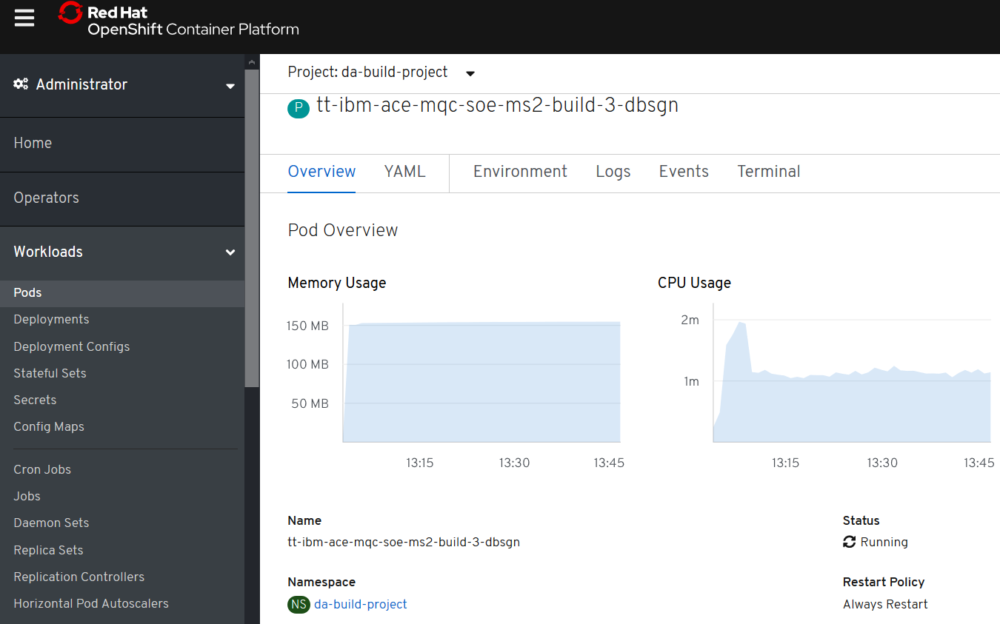 Red Hat
OpenShift Container Platform
Administrator
Home
Operators
Workloads
Pods
Deployments
Deployment Configs
Stateful Sets
Secrets
Config Maps
Cron Jobs
Jobs
Daemon Sets
Replica Sets
Replication Controllers
Horizontal Pod Autoscalers
Project: da-build-project
P tt-ibm-ace-mqc-soe-ms2-build-3-dbsgn
Overview YAML Environment Logs Events Terminal
Pod Overview
Memory Usage
150 MB
100 MB
50 MB
13:15 13:30 13:45
CPU Usage
2m
1m
13:15 13:30 13:45
Name
tt-ibm-ace-mqc-soe-ms2-build-3-dbsgn
Status
Running
Namespace
NS da-build-project
Restart Policy
Always Restart